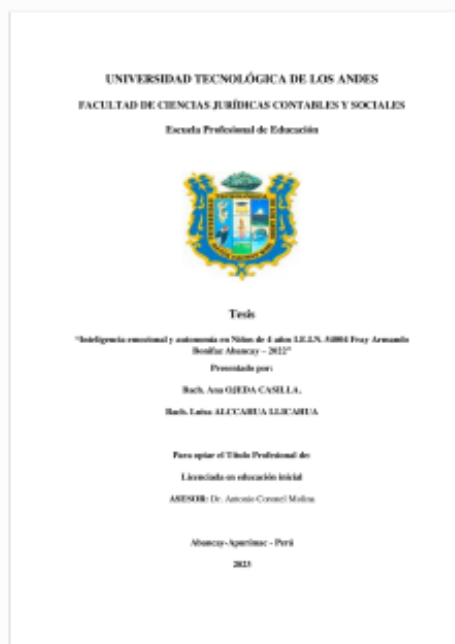 UNIVERSIDAD TECNOLÓGICA DE LOS ANDES
FACULTAD DE CIENCIAS JURÍDICAS CONTABLES Y SOCIALES
Escuela Profesional de Educación
Tesis
"Inteligencia emocional y autonomía en Niños de 4 años I.E.I.N. Fray Armando
Bonifaz Abancay – 2022"
Presentado por:
Bach. Ana OJEDA CASILLA.
Bach. Luisa ALCCAHUA LLICAHUA
Para optar el Título Profesional de:
Licenciada en educación inicial
ASESOR: Dr. Antonio Coronel Molina
Abancay-Apurímac - Perú
2023